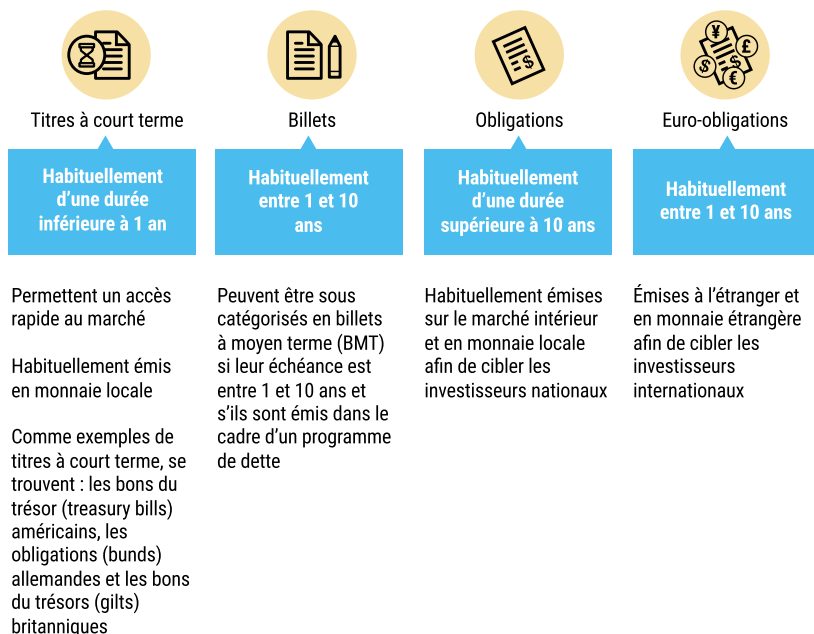 Titres à court terme
Habituellement
d’une durée
inférieure à 1 an
Permettent un accès
rapide au marché
Habituellement émis
en monnaie locale
Comme exemples de
titres à court terme, se
trouvent : les bons du
trésor (treasury bills)
américains, les
obligations (bunds)
allemandes et les bons
du trésors (gilts)
britanniques
Billets
Habituellement
entre 1 et 10
ans
Peuvent être sous
catégorisés en billets
à moyen terme (BMT)
si leur échéance est
entre 1 et 10 ans et
s’ils sont émis dans le
cadre d’un programme
de dette
Obligations
Habituellement
d’une durée
supérieure à 10 ans
Habituellement émises
sur le marché intérieur
et en monnaie locale
afin de cibler les
investisseurs nationaux
Euro-obligations
Habituellement
entre 1 et 10 ans
Émises à l’étranger et
en monnaie étrangère
afin de cibler les
investisseurs
internationaux